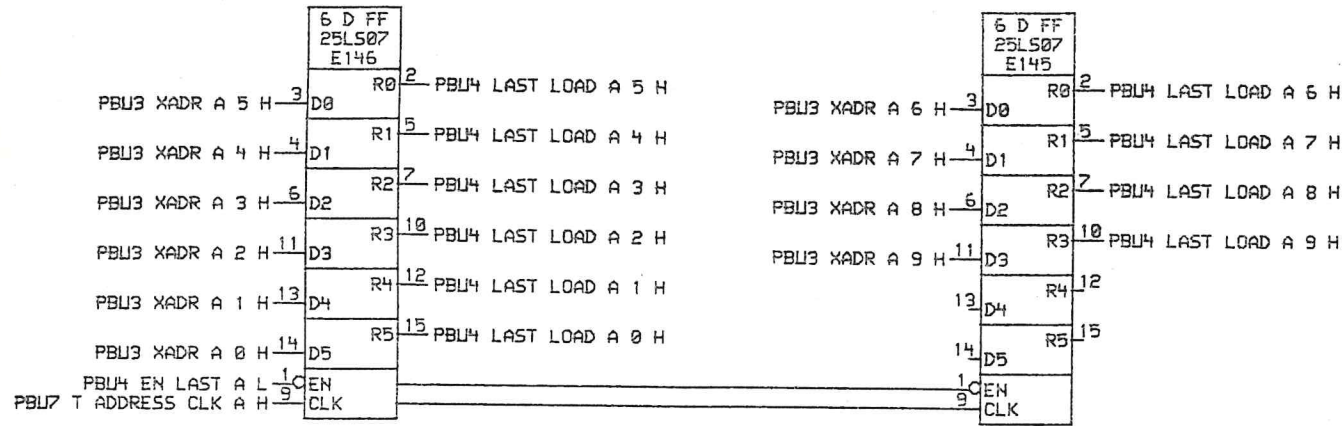 6 D FF
25LS07
E146
R0 2 PBU4 LAST LOAD A 5 H
PBU3 XADR A 5 H 3 D0
R1 5 PBU4 LAST LOAD A 4 H
PBU3 XADR A 4 H 4 D1
R2 7 PBU4 LAST LOAD A 3 H
PBU3 XADR A 3 H 6 D2
R3 10 PBU4 LAST LOAD A 2 H
PBU3 XADR A 2 H 11 D3
R4 12 PBU4 LAST LOAD A 1 H
PBU3 XADR A 1 H 13 D4
R5 15 PBU4 LAST LOAD A 0 H
PBU3 XADR A 0 H 14 D5
PBU4 EN LAST A L 1 EN
PBU7 T ADDRESS CLK A H 9 CLK
6 D FF
25LS07
E145
R0 2 PBU4 LAST LOAD A 6 H
PBU3 XADR A 6 H 3 D0
R1 5 PBU4 LAST LOAD A 7 H
PBU3 XADR A 7 H 4 D1
R2 7 PBU4 LAST LOAD A 8 H
PBU3 XADR A 8 H 6 D2
R3 10 PBU4 LAST LOAD A 9 H
PBU3 XADR A 9 H 11 D3
R4 12
13 D4
R5 15
14 D5
1 EN
9 CLK